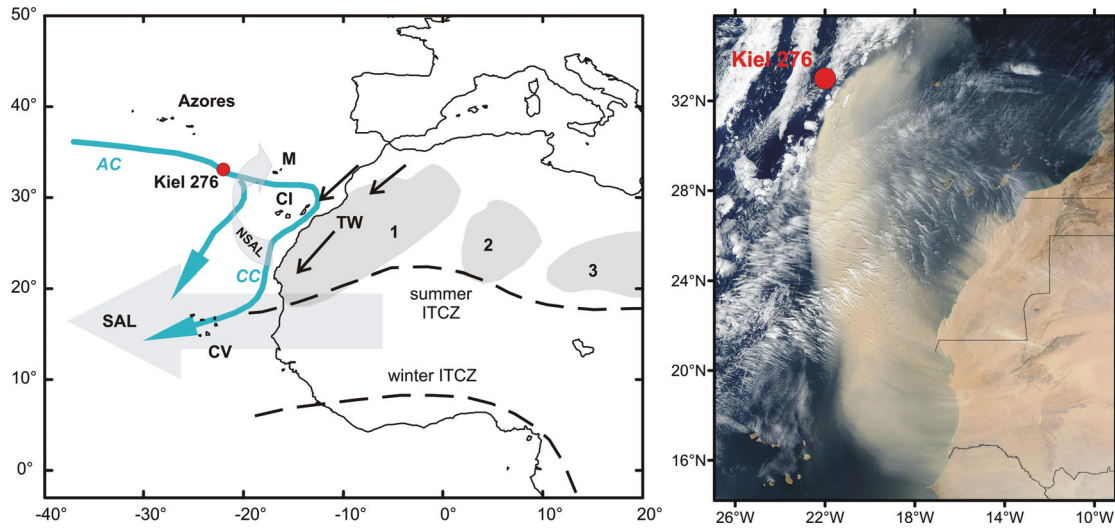 50°
40°
30°
20°
10°
0°
-40°
-30°
-20°
-10°
0°
10°
20°
Azores
AC
Kiel 276
M
CI
TW
NSAL
CC
1
2
3
SAL
CV
summer
ITCZ
winter ITCZ
Kiel 276
32°N
28°N
24°N
20°N
16°N
26°W
22°W
18°W
14°W
10°W